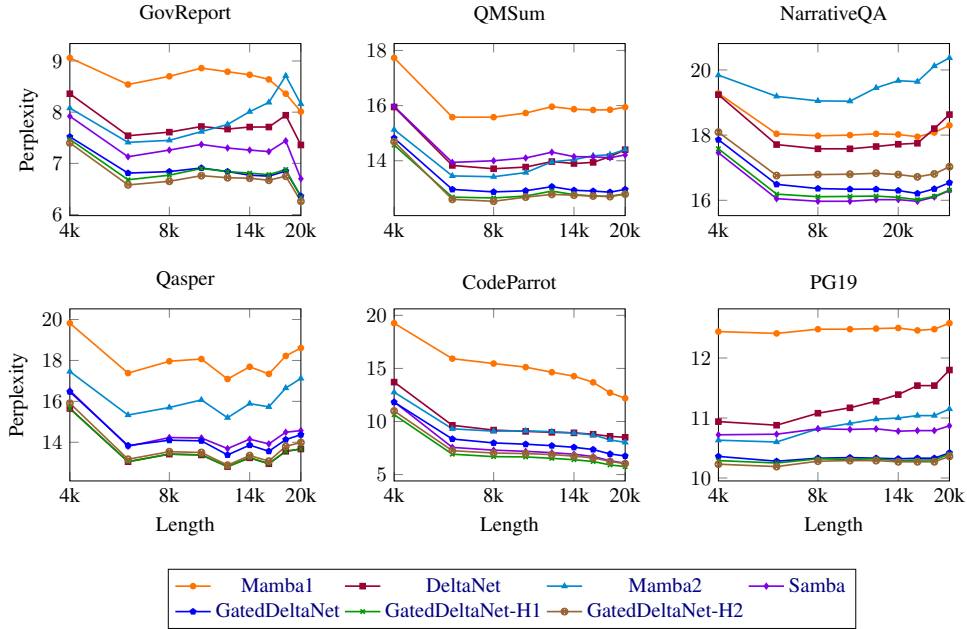 GovReport QMSum NarrativeQA
Perplexity
9
8
7
6
4k 8k 14k 20k
18
16
14
4k 8k 14k 20k
20
18
16
4k 8k 20k
Qasper CodeParrot PG19
Perplexity
20
18
16
14
4k 8k 14k 20k
Length
20
15
10
5
4k 8k 14k 20k
Length
12
11
10
4k 8k 14k 20k
Length
Mamba1 DeltaNet Mamba2 Samba
GatedDeltaNet GatedDeltaNet-H1 GatedDeltaNet-H2